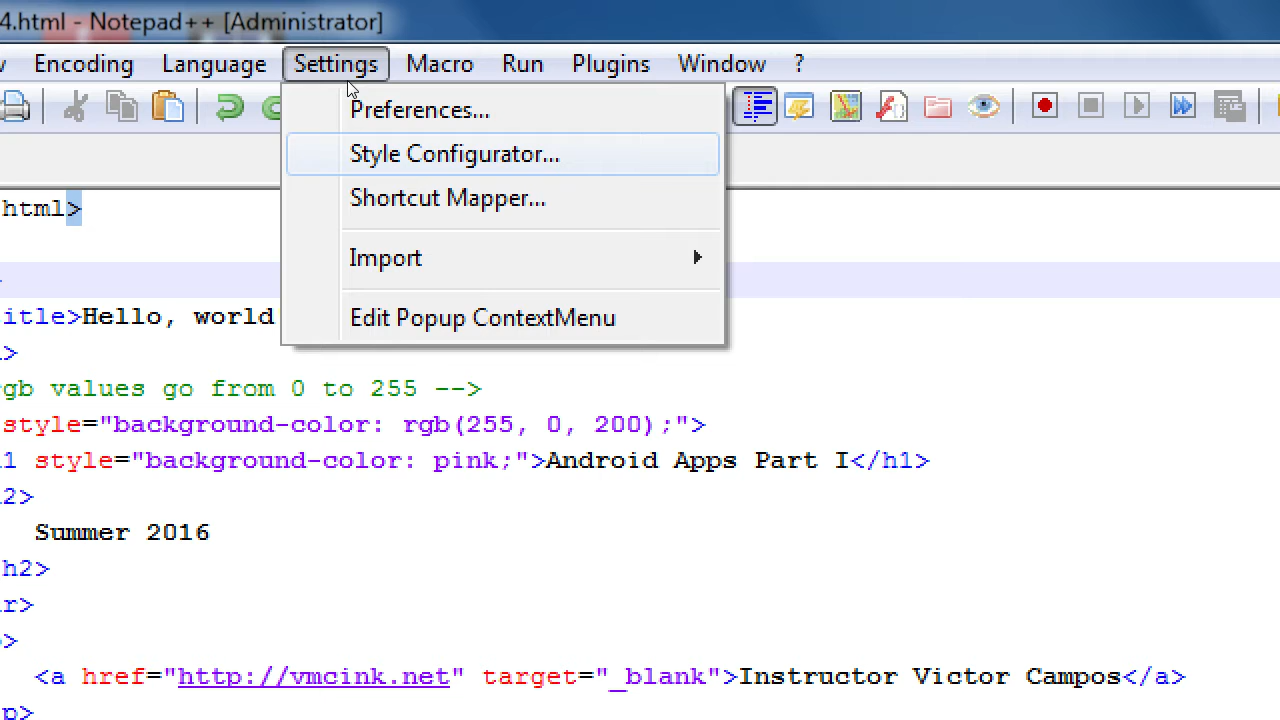 4.html - Notepad++ [Administrator]
Encoding Language Settings Macro Run Plugins Window ?
Preferences...
Style Configurator...
Shortcut Mapper...
Import
Edit Popup ContextMenu
html>
itle>Hello, world
>
gb values go from 0 to 255 -->
style="background-color: rgb(255, 0, 200);">
1 style="background-color: pink;">Android Apps Part I</h1>
2>
Summer 2016
h2>
r>
>
<a href="http://vmcink.net" target="_blank">Instructor Victor Campos</a>
p>